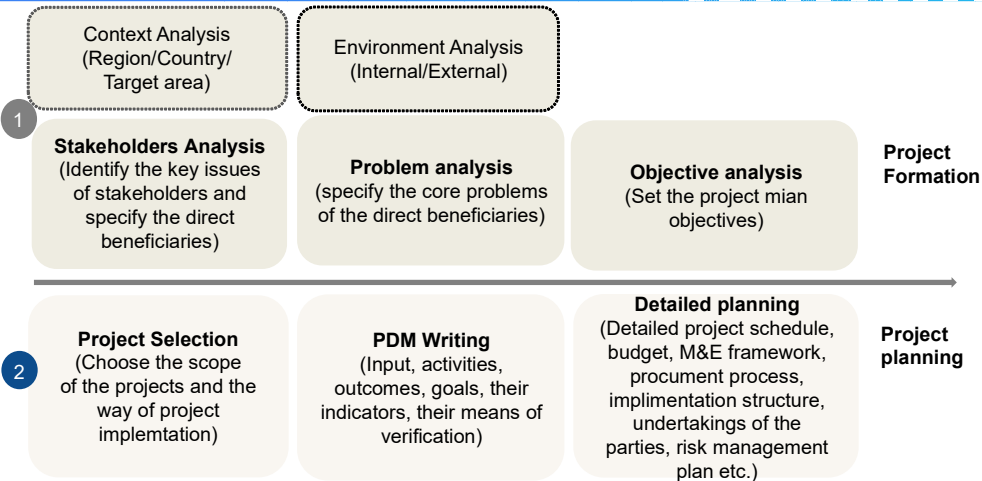 Context Analysis
(Region/Country/
Target area)
Environment Analysis
(Internal/External)
1
Stakeholders Analysis
(Identify the key issues
of stakeholders and
specify the direct
beneficiaries)
Problem analysis
(specify the core problems
of the direct beneficiaries)
Objective analysis
(Set the project mian
objectives)
Project
Formation
2
Project Selection
(Choose the scope
of the projects and the
way of project
implemtation)
PDM Writing
(Input, activities,
outcomes, goals, their
indicators, their means of
verification)
Detailed planning
(Detailed project schedule,
budget, M&E framework,
procument process,
implimentation structure,
undertakings of the
parties, risk management
plan etc.)
Project
planning